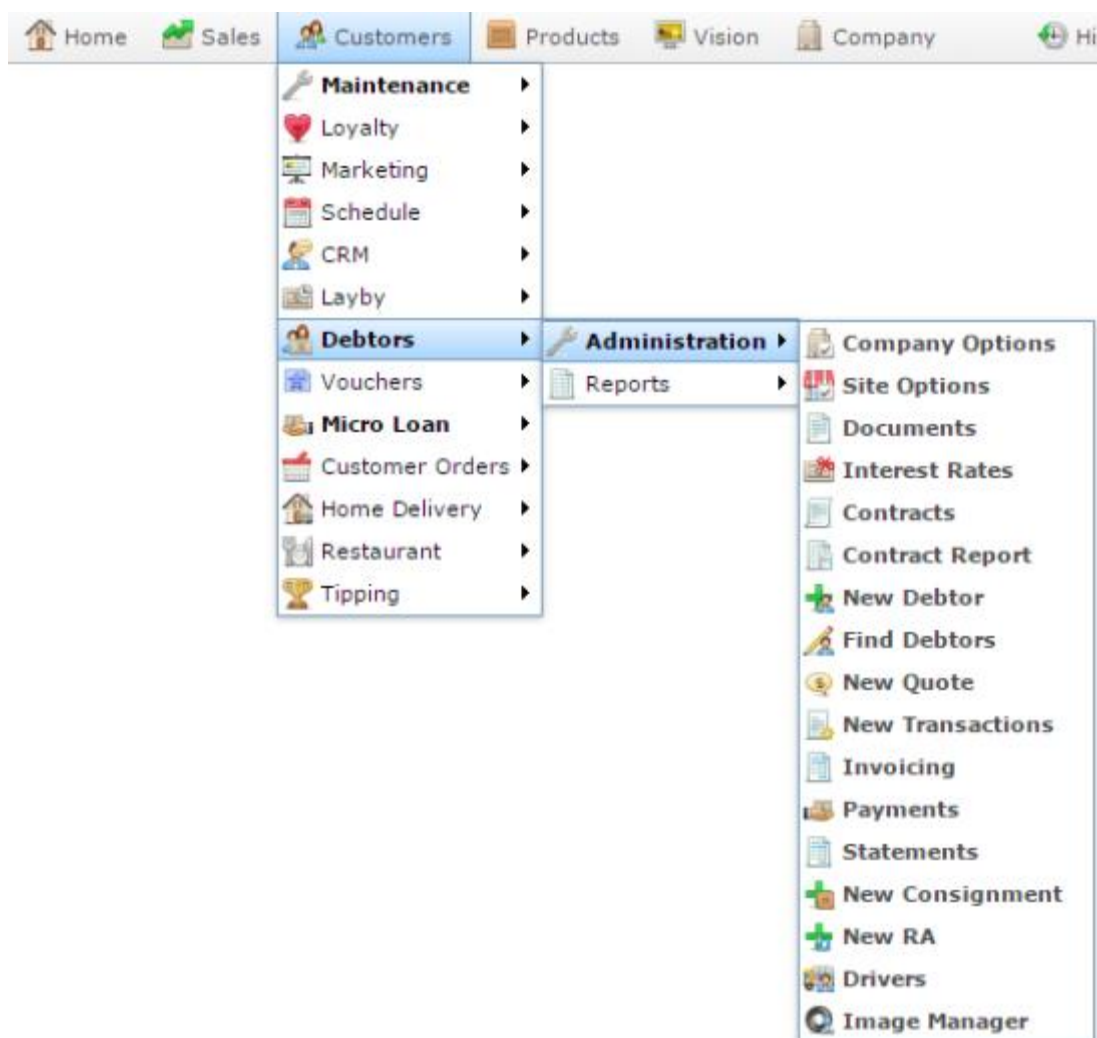 Home Sales Customers Products Vision Company Hi
Maintenance
Loyalty
Marketing
Schedule
CRM
Layby
Debtors
Vouchers
Micro Loan
Customer Orders
Home Delivery
Restaurant
Tipping
Administration
Reports
Company Options
Site Options
Documents
Interest Rates
Contracts
Contract Report
New Debtor
Find Debtors
New Quote
New Transactions
Invoicing
Payments
Statements
New Consignment
New RA
Drivers
Image Manager